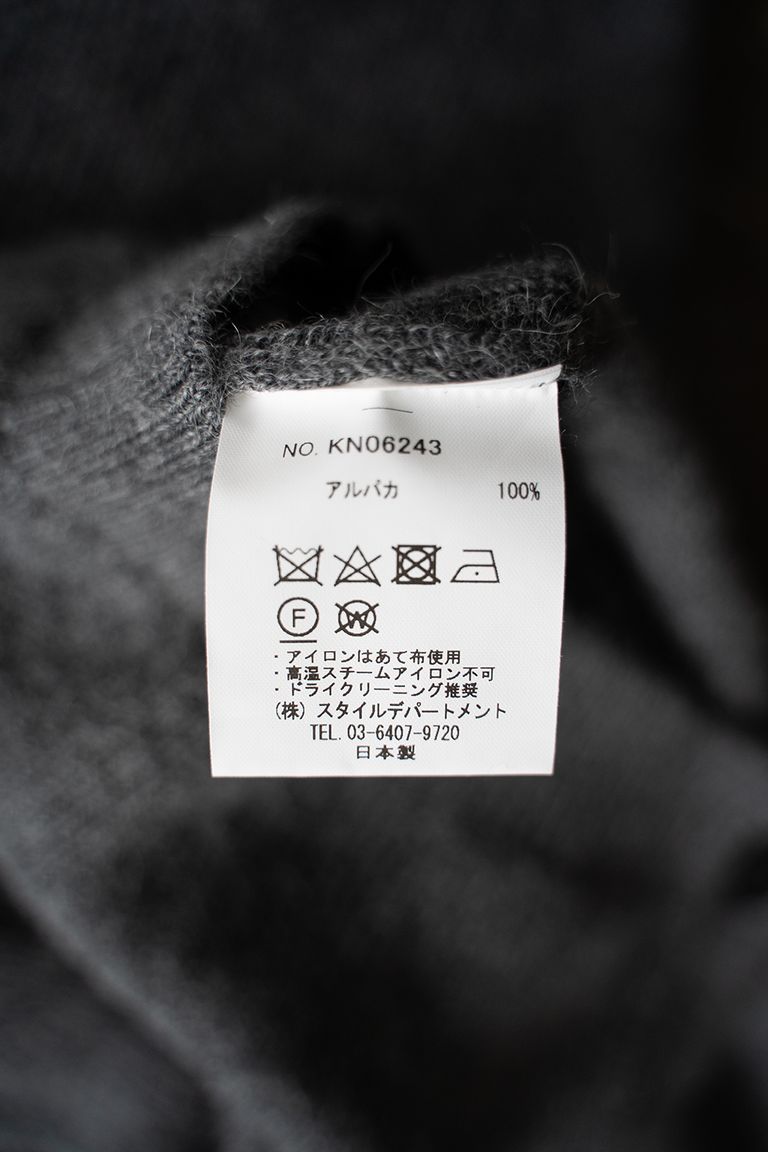 NO. KN06243
アルパカ 100%
F W
・アイロンはあて布使用
・高温スチームアイロン不可
・ドライクリーニング推奨
(株) スタイルデパートメント
TEL. 03-6407-9720
日本製